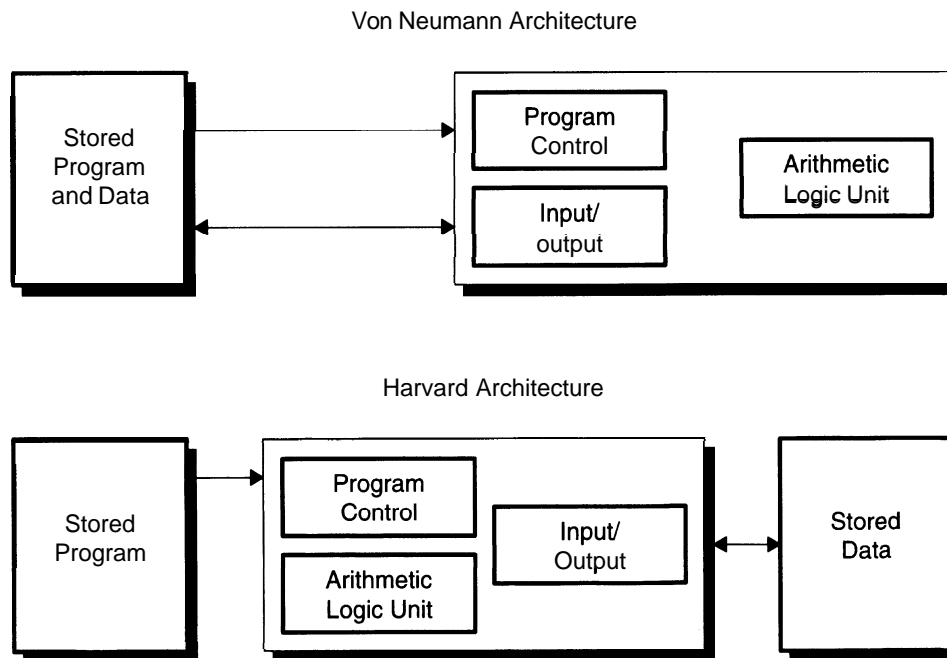 Von Neumann Architecture
Stored
Program
and Data
Program
Control
Input/
output
Arithmetic
Logic Unit
Harvard Architecture
Stored
Program
Program
Control
Arithmetic
Logic Unit
Input/
Output
Stored
Data